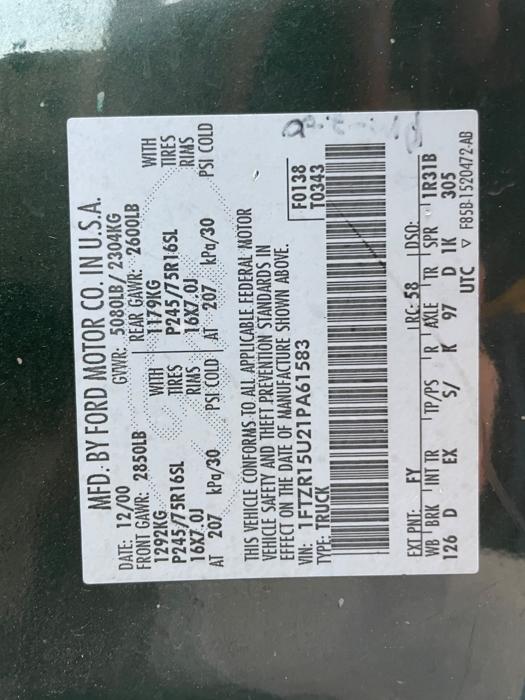 MFD. BY FORD MOTOR CO. IN U.S.A.
DATE: 12/00 GVWR: 5080LB/ 2304KG
FRONT GAWR: 2850LB REAR GAWR: 2600LB
1292KG WITH 1179KG WITH
P245/75R16SL TIRES P245/75R16SL TIRES
16X7.0J RIMS 16X7.0J RIMS
AT 207 kPa/30 PSI COLD AT 207 kPa/30 PSI COLD
THIS VEHICLE CONFORMS TO ALL APPLICABLE FEDERAL MOTOR
VEHICLE SAFETY AND THEFT PREVENTION STANDARDS IN
EFFECT ON THE DATE OF MANUFACTURE SHOWN ABOVE.
VIN: 1FTZR15U21PA61583 F0138
TYPE: TRUCK T0343
EXT PNT: FY RC: 58 DSO:
WB BRK INT TR TP/PS R AXLE TR SPR 1R31B
126 D EX S/ K 97 D 1K 305
UTC ▽ F85B-1520472-AB